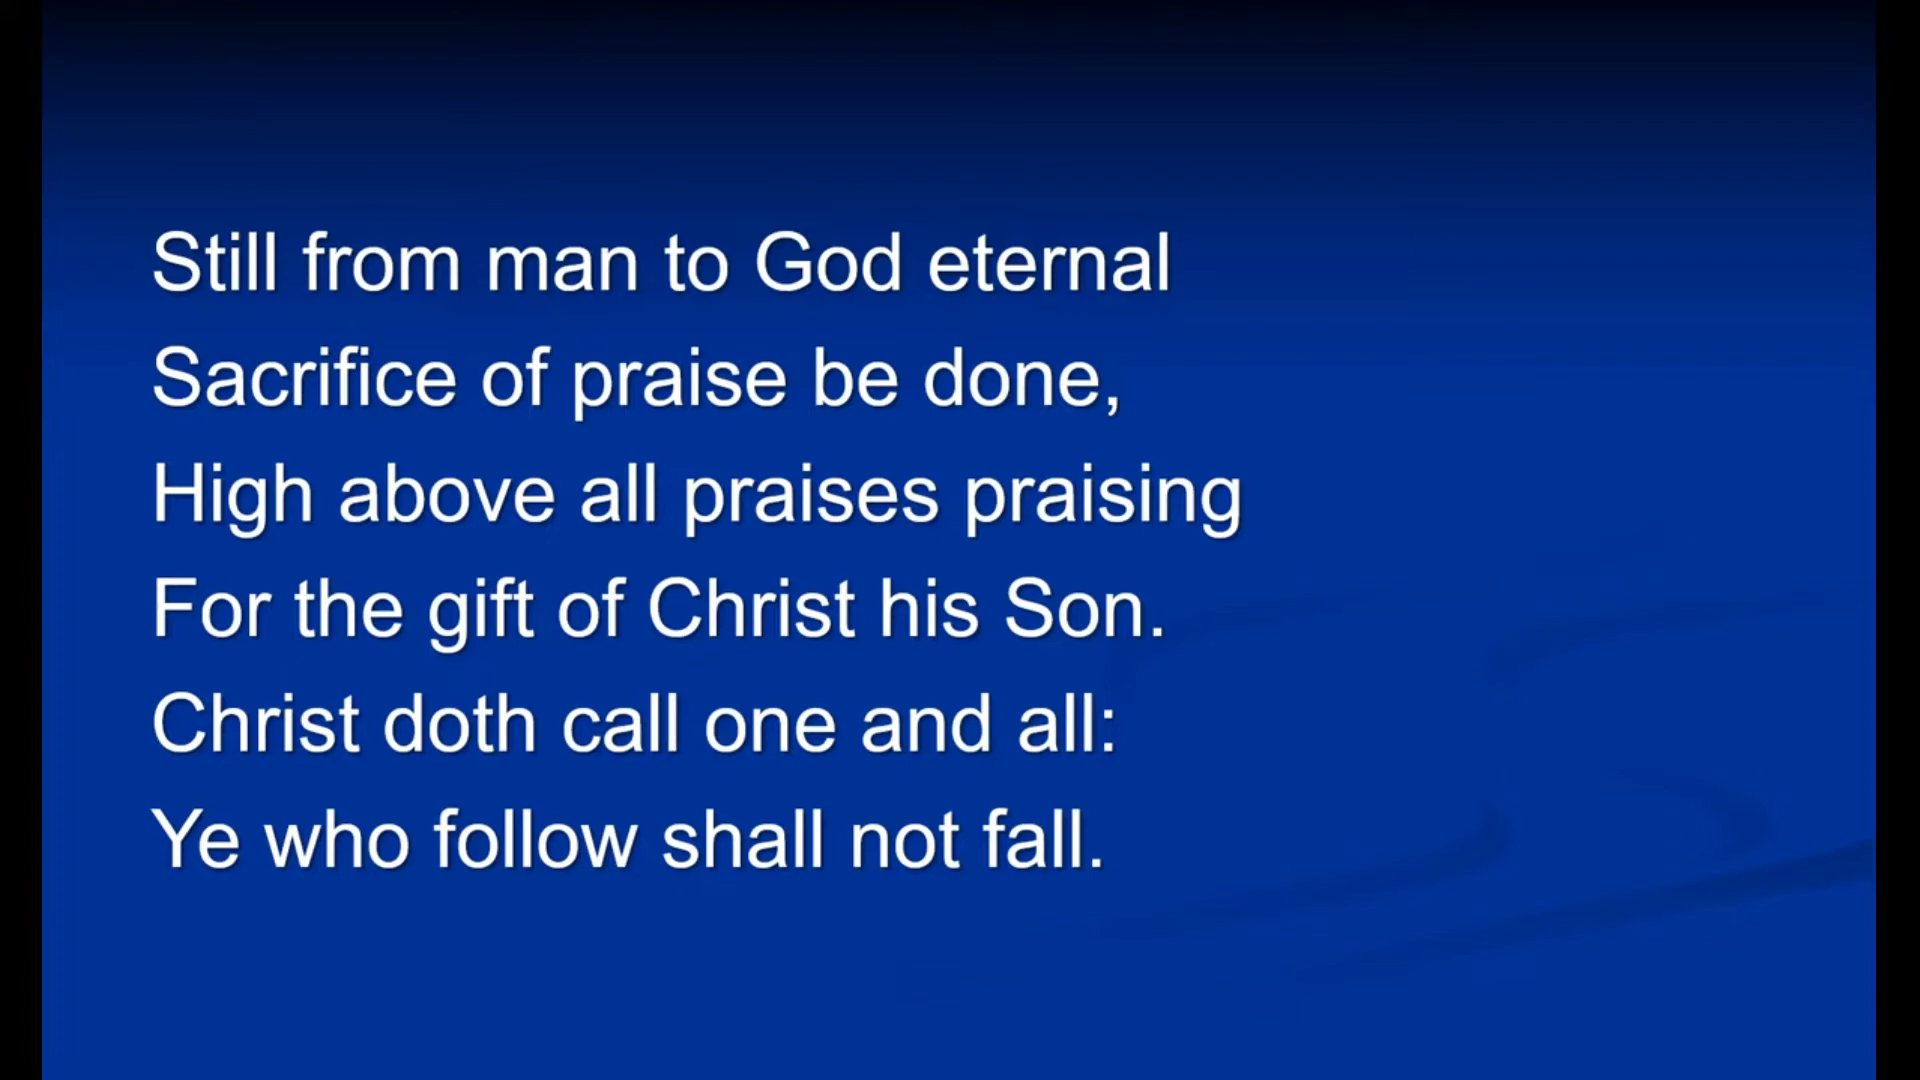 Still from man to God eternal
Sacrifice of praise be done,
High above all praises praising
For the gift of Christ his Son.
Christ doth call one and all:
Ye who follow shall not fall.